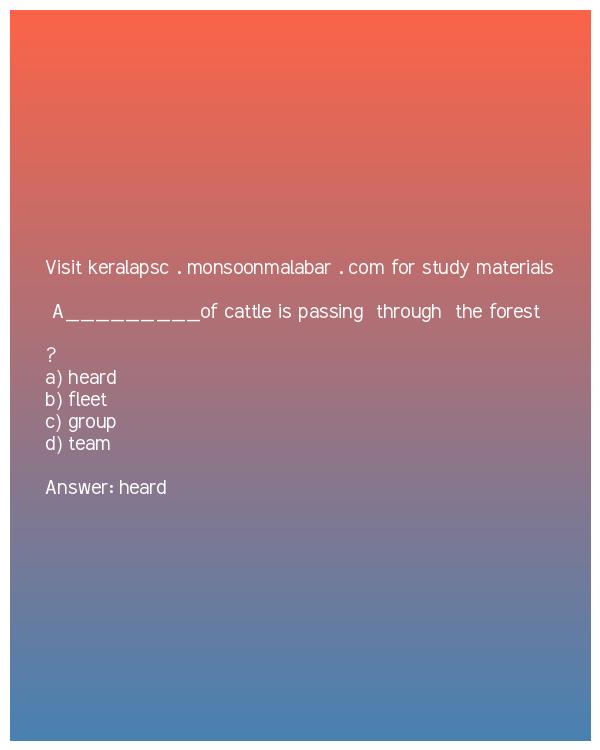 Visit keralapsc . monsoonmalabar . com for study materials
A_________of cattle is passing through the forest
?
a) heard
b) fleet
c) group
d) team
Answer: heard